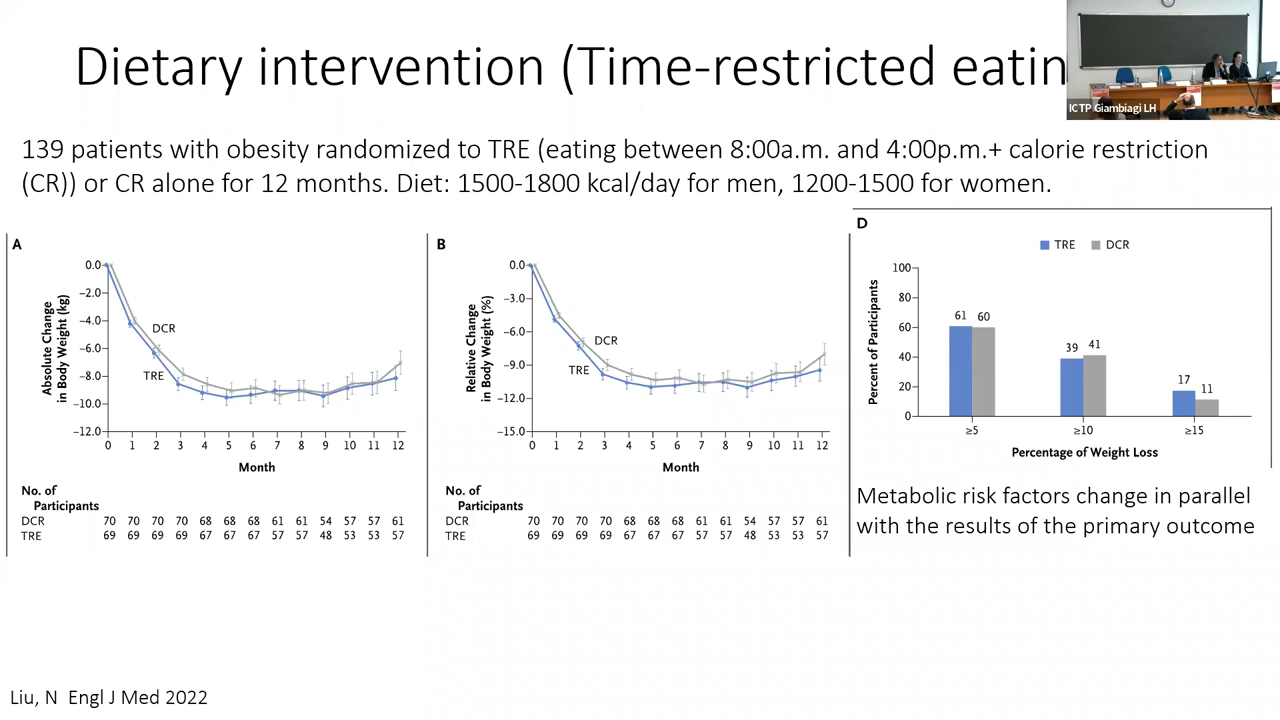 Dietary intervention (Time-restricted eatin
ICTP Giambiagi LH
139 patients with obesity randomized to TRE (eating between 8:00a.m. and 4:00p.m.+ calorie restriction
(CR)) or CR alone for 12 months. Diet: 1500-1800 kcal/day for men, 1200-1500 for women.
A
Absolute Change
in Body Weight (kg)
0.0
−2.0
−4.0
−6.0
−8.0
−10.0
−12.0
DCR
TRE
0 1 2 3 4 5 6 7 8 9 10 11 12
Month
No. of
Participants
DCR 70 70 70 70 68 68 68 61 61 54 57 57 61
TRE 69 69 69 69 67 67 67 57 57 48 53 53 57
B
Relative Change
in Body Weight (%)
0.0
−3.0
−6.0
−9.0
−12.0
−15.0
DCR
TRE
0 1 2 3 4 5 6 7 8 9 10 11 12
Month
No. of
Participants
DCR 70 70 70 70 68 68 68 61 61 54 57 57 61
TRE 69 69 69 69 67 67 67 57 57 48 53 53 57
D
TRE DCR
Percent of Participants
100
80
60
40
20
0
61 60
39 41
17 11
≥5 ≥10 ≥15
Percentage of Weight Loss
Metabolic risk factors change in parallel
with the results of the primary outcome
Liu, N Engl J Med 2022